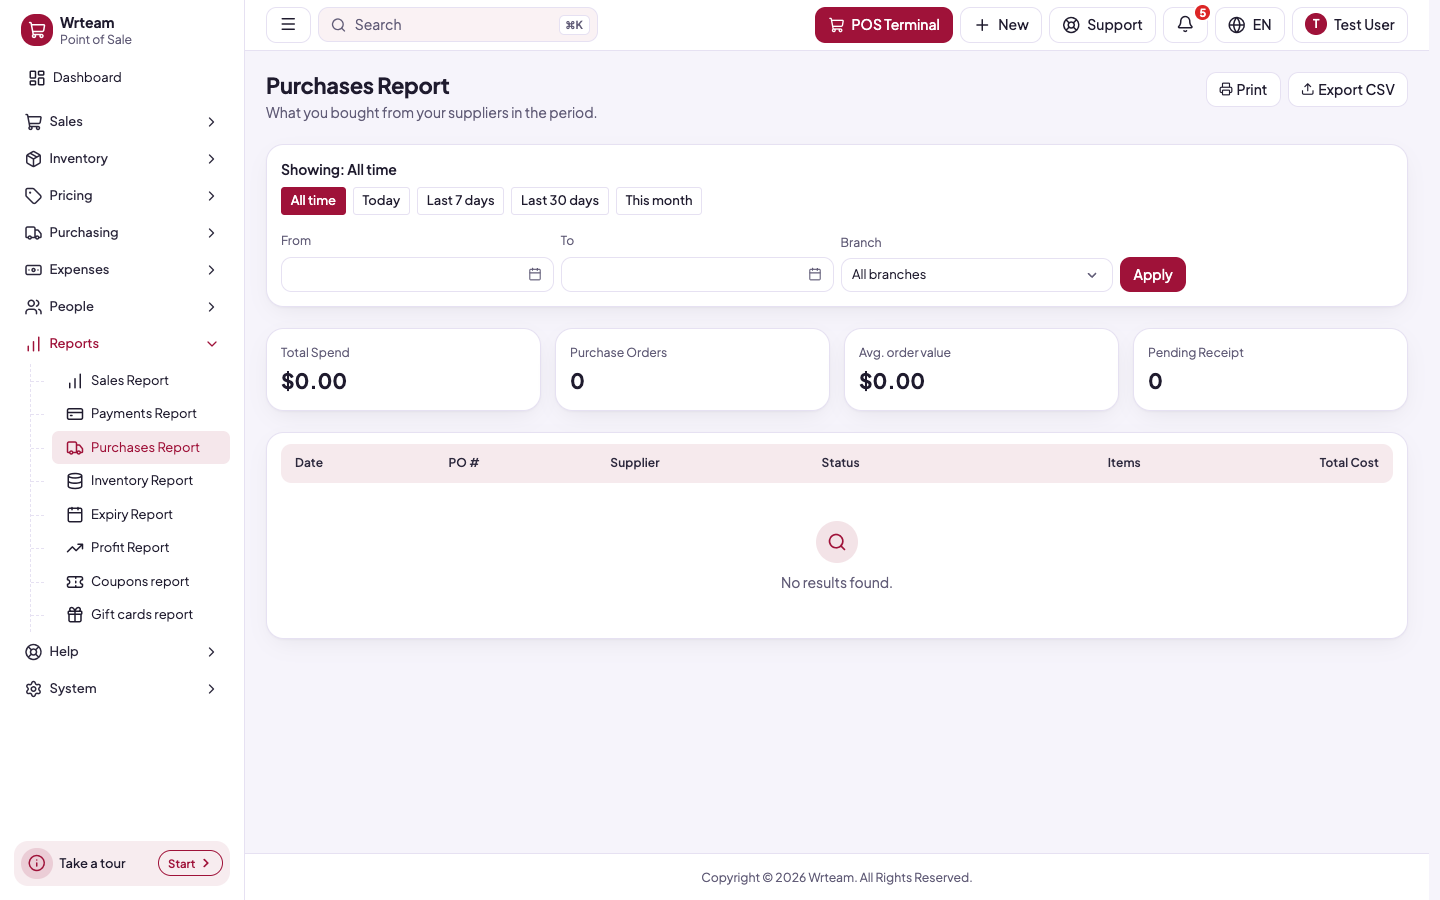 Wrteam
Point of Sale
Dashboard
Sales
Inventory
Pricing
Purchasing
Expenses
People
Reports
Sales Report
Payments Report
Purchases Report
Inventory Report
Expiry Report
Profit Report
Coupons report
Gift cards report
Help
System
Take a tour
Start
Search
⌘K
POS Terminal
New
Support
5
EN
T
Test User
Purchases Report
What you bought from your suppliers in the period.
Print
Export CSV
Showing: All time
All time
Today
Last 7 days
Last 30 days
This month
From
To
Branch
All branches
Apply
Total Spend
$0.00
Purchase Orders
0
Avg. order value
$0.00
Pending Receipt
0
Date PO # Supplier Status Items Total Cost
No results found.
Copyright © 2026 Wrteam. All Rights Reserved.